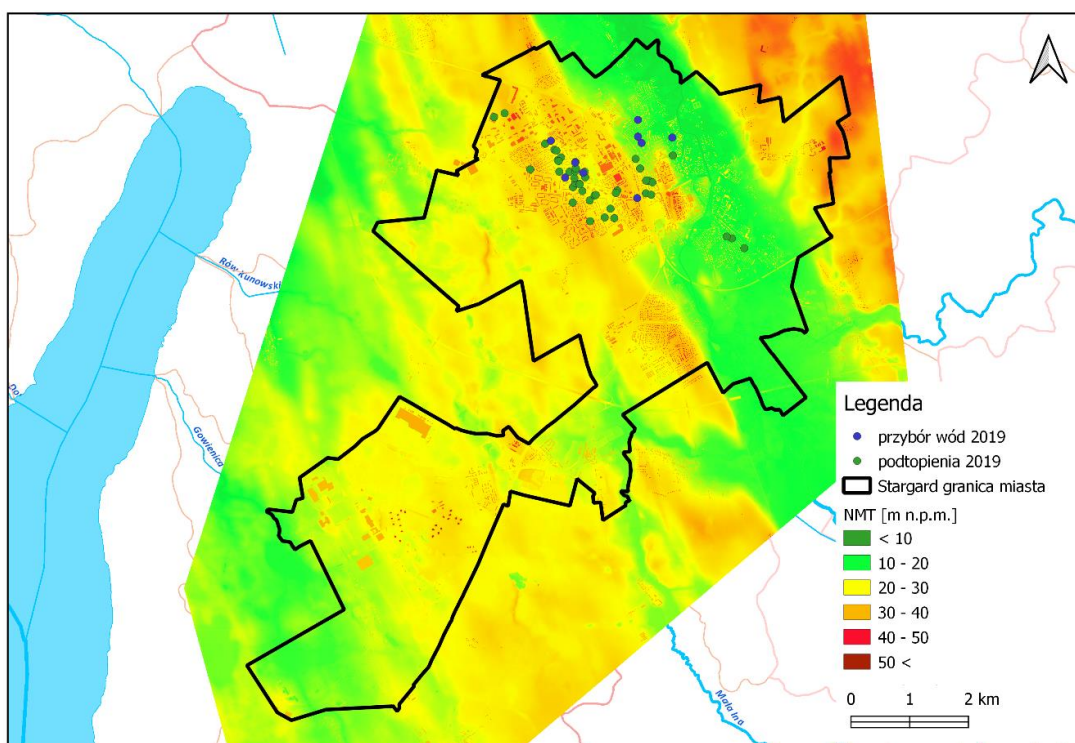 Rów Kunowski
Gowienica
Legenda
przybór wód 2019
podtopienia 2019
Stargard granica miasta
NMT [m n.p.m.]
< 10
10 - 20
20 - 30
30 - 40
40 - 50
50 <
0 1 2 km
Mała Ina